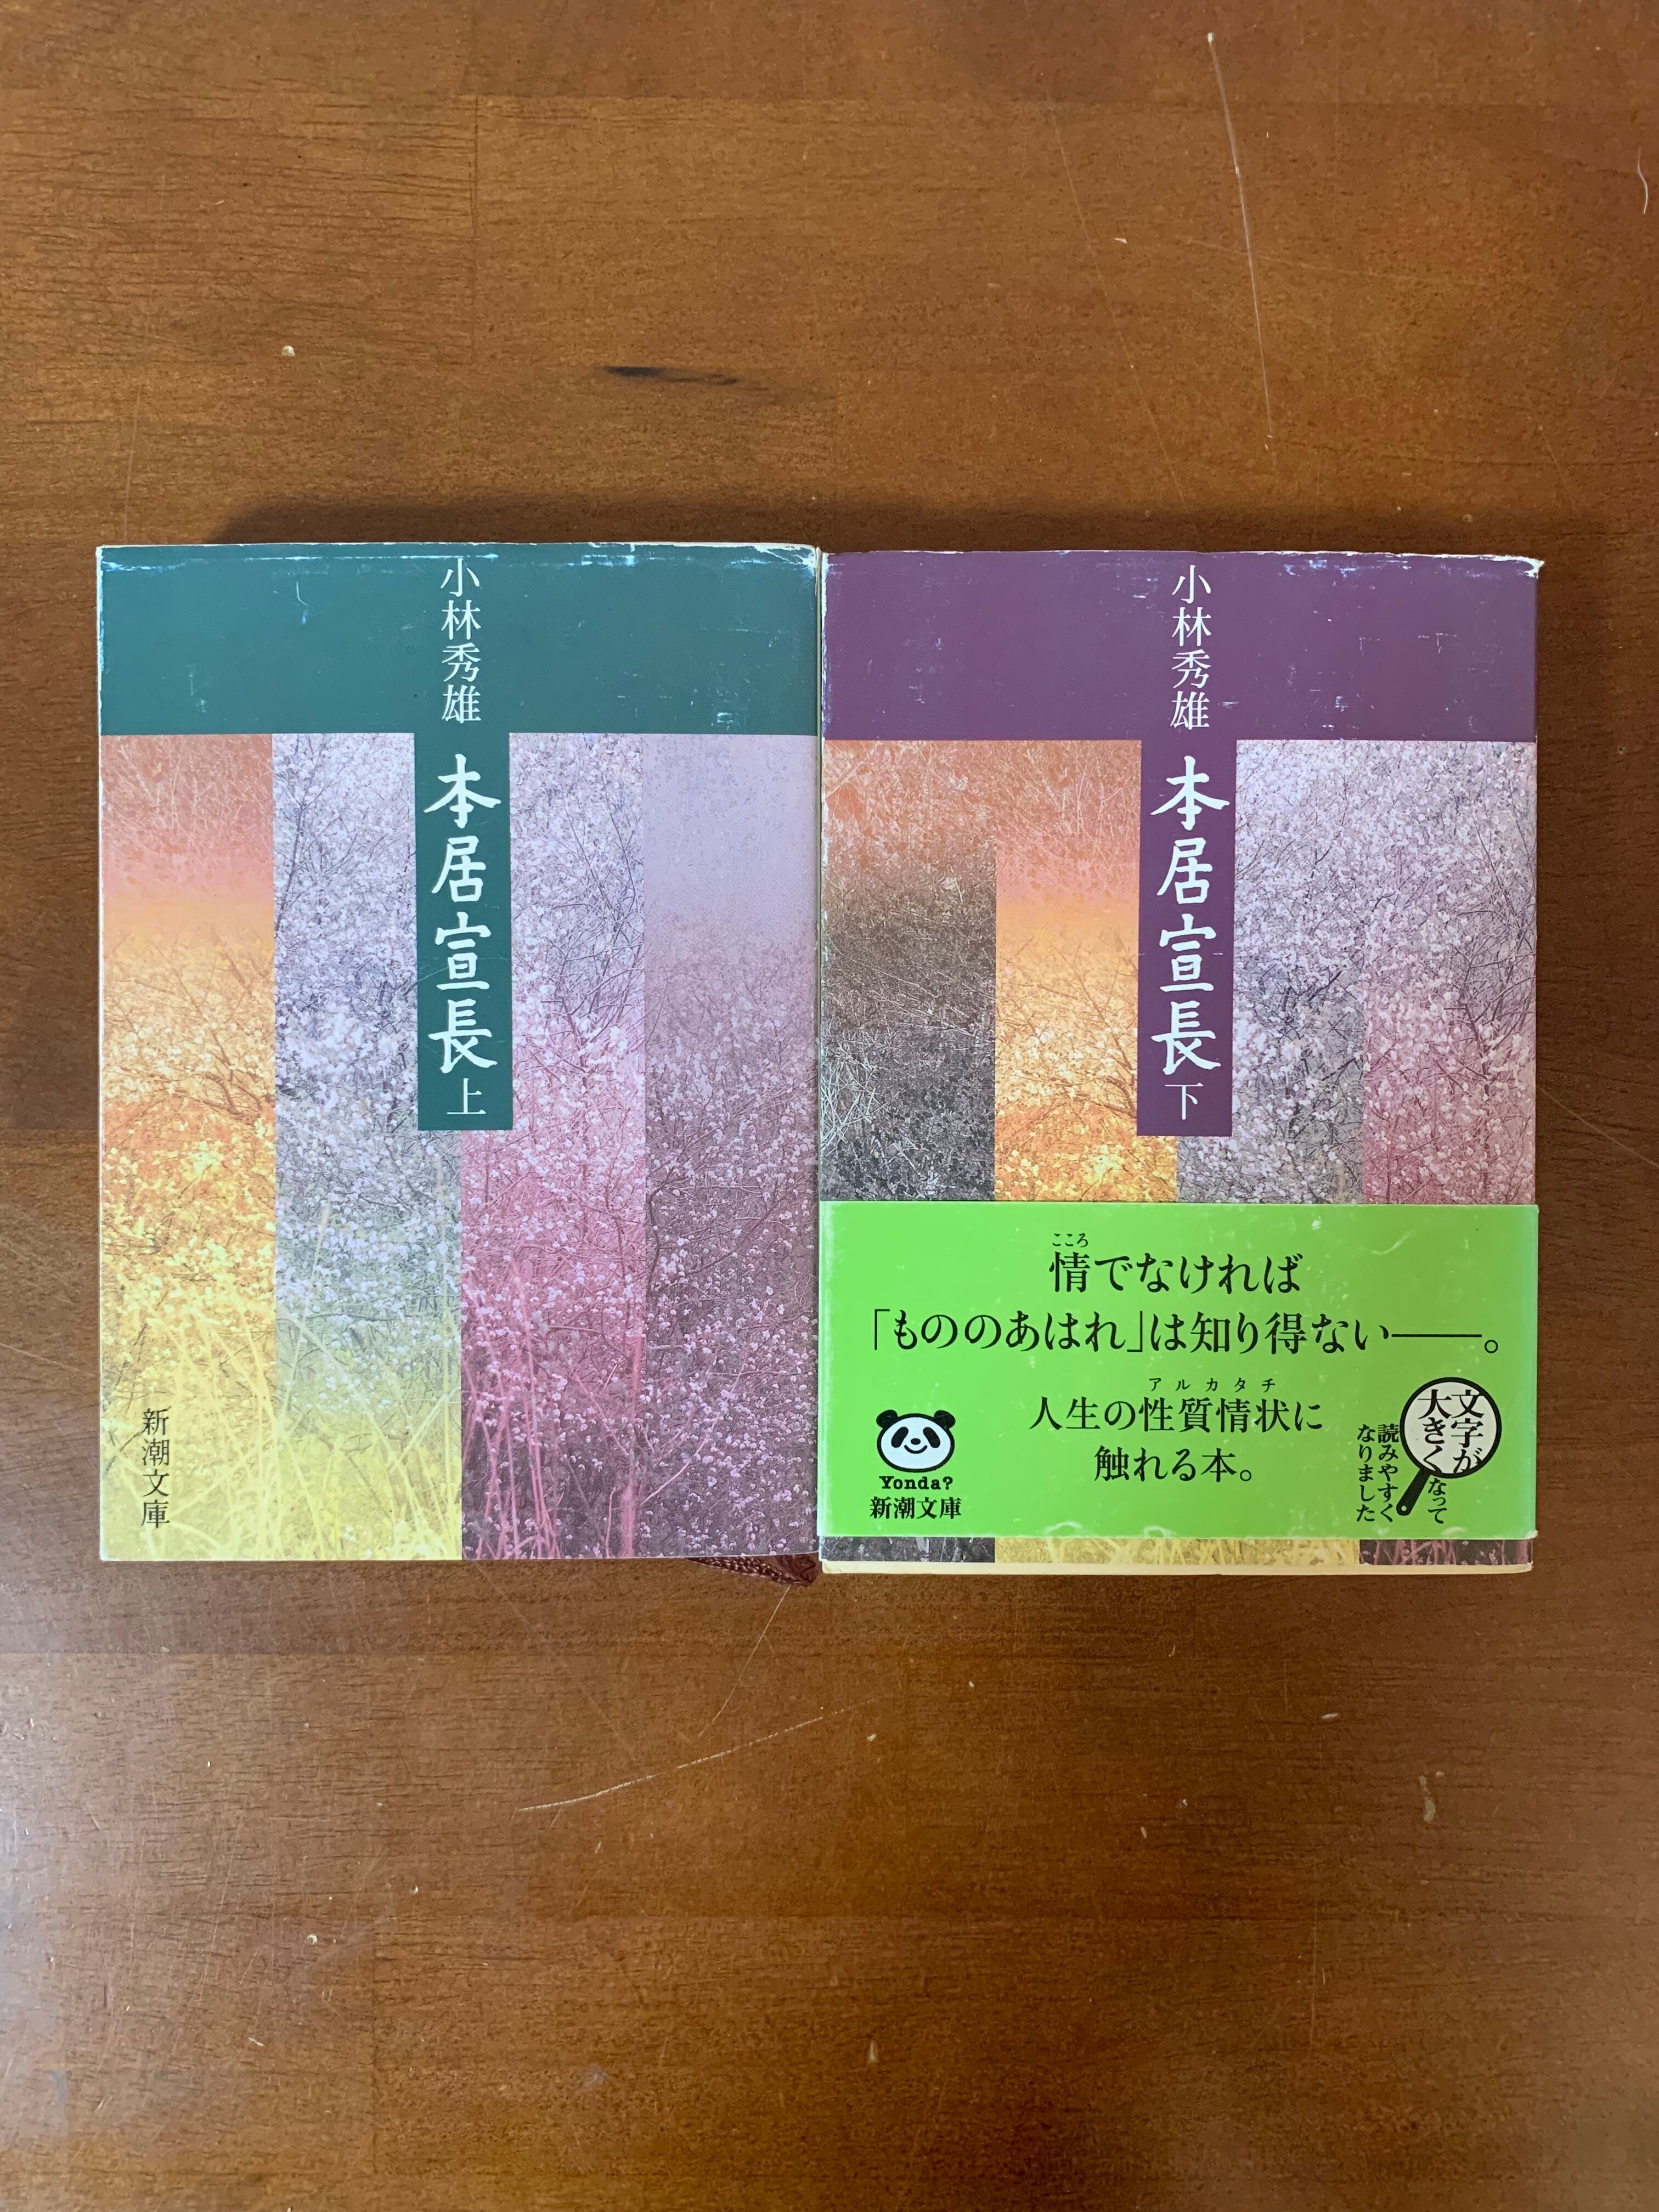 小林秀雄
本居宣長
上
新潮文庫
小林秀雄
本居宣長
下
こころ
情でなければ
「もののあはれ」は知り得ない――。
アルカタチ
人生の性質情状に
触れる本。
Yonda?
新潮文庫
文字が
大きくなって
読みやすく
なりました